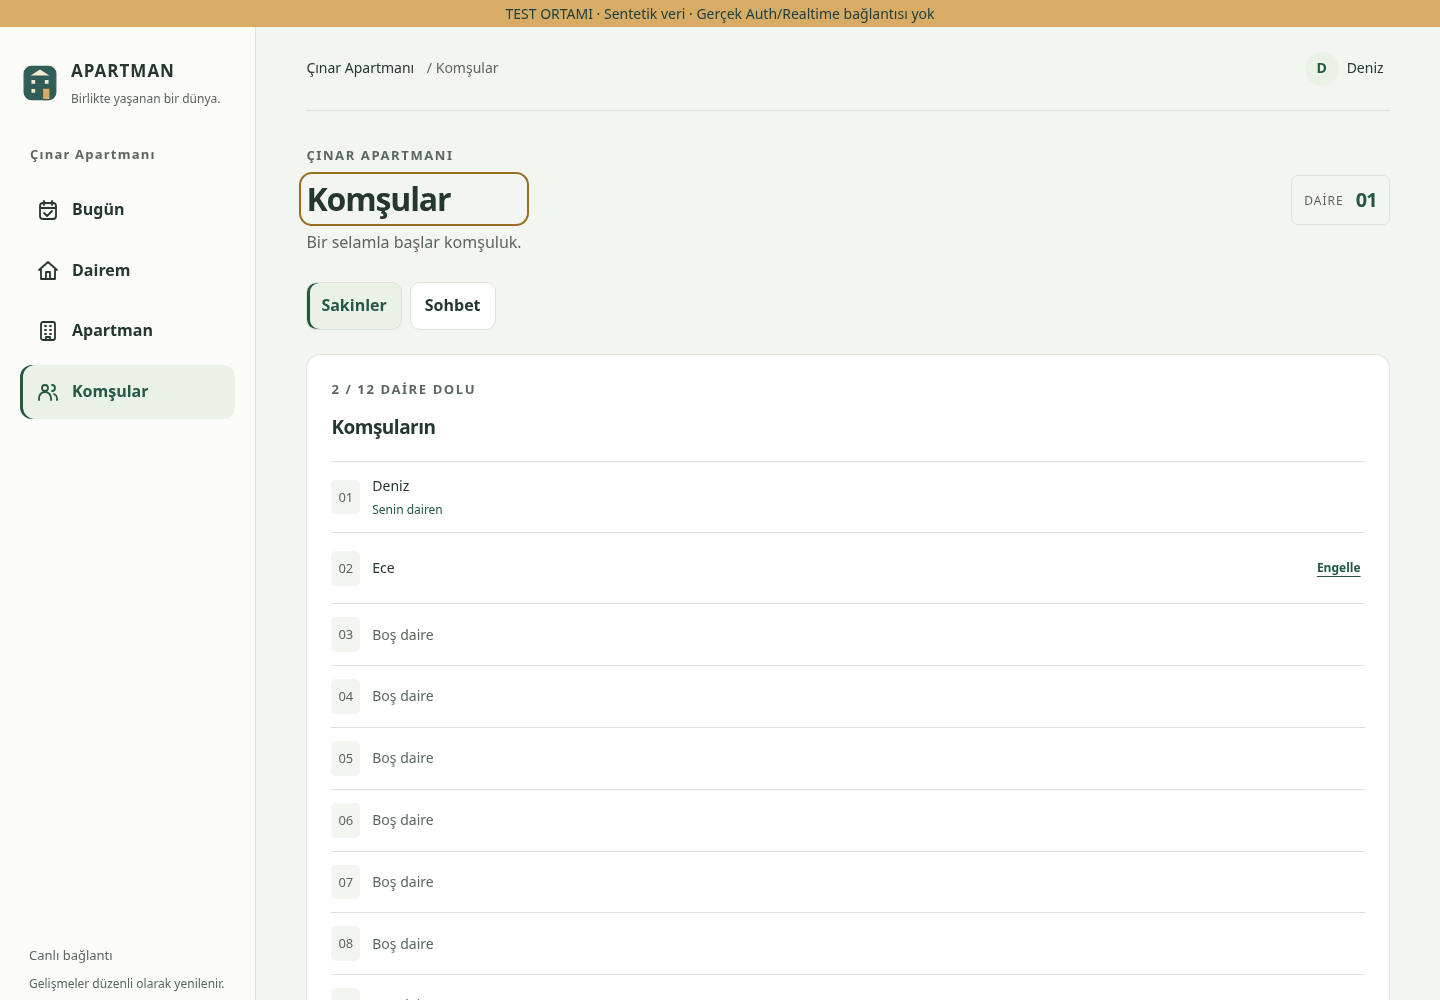 TEST ORTAMI · Sentetik veri · Gerçek Auth/Realtime bağlantısı yok
APARTMAN
Birlikte yaşanan bir dünya.
Çınar Apartmanı
Bugün
Dairem
Apartman
Komşular
Canlı bağlantı
Gelişmeler düzenli olarak yenilenir.
Çınar Apartmanı / Komşular
D Deniz
ÇINAR APARTMANI
Komşular
Bir selamla başlar komşuluk.
DAİRE 01
Sakinler Sohbet
2 / 12 DAİRE DOLU
Komşuların
01 Deniz
Senin dairen
02 Ece Engelle
03 Boş daire
04 Boş daire
05 Boş daire
06 Boş daire
07 Boş daire
08 Boş daire